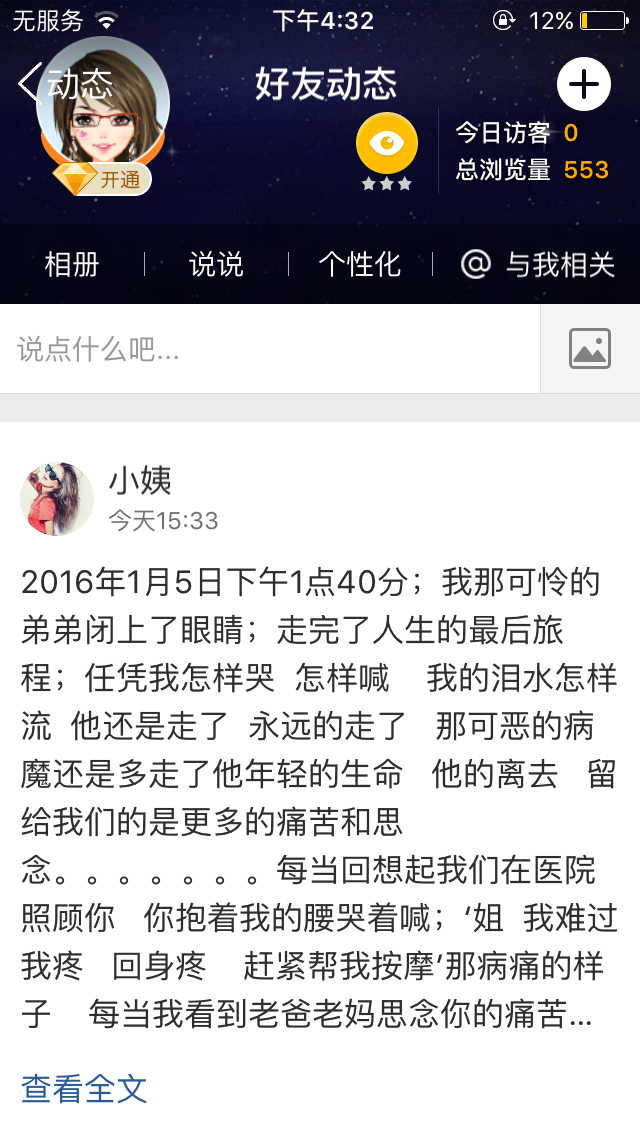 无服务 下午4:32 12%
动态 好友动态
开通
今日访客 0
总浏览量 553
相册 说说 个性化 @ 与我相关
说点什么吧...
小姨
今天15:33
2016年1月5日下午1点40分；我那可怜的
弟弟闭上了眼睛；走完了人生的最后旅
程；任凭我怎样哭 怎样喊 我的泪水怎样
流 他还是走了 永远的走了 那可恶的病
魔还是多走了他年轻的生命 他的离去 留
给我们的是更多的痛苦和思
念。。。。。。。。每当回想起我们在医院
照顾你 你抱着我的腰哭着喊；‘姐 我难过
我疼 回身疼 赶紧帮我按摩’那病痛的样
子 每当我看到老爸老妈思念你的痛苦...
查看全文